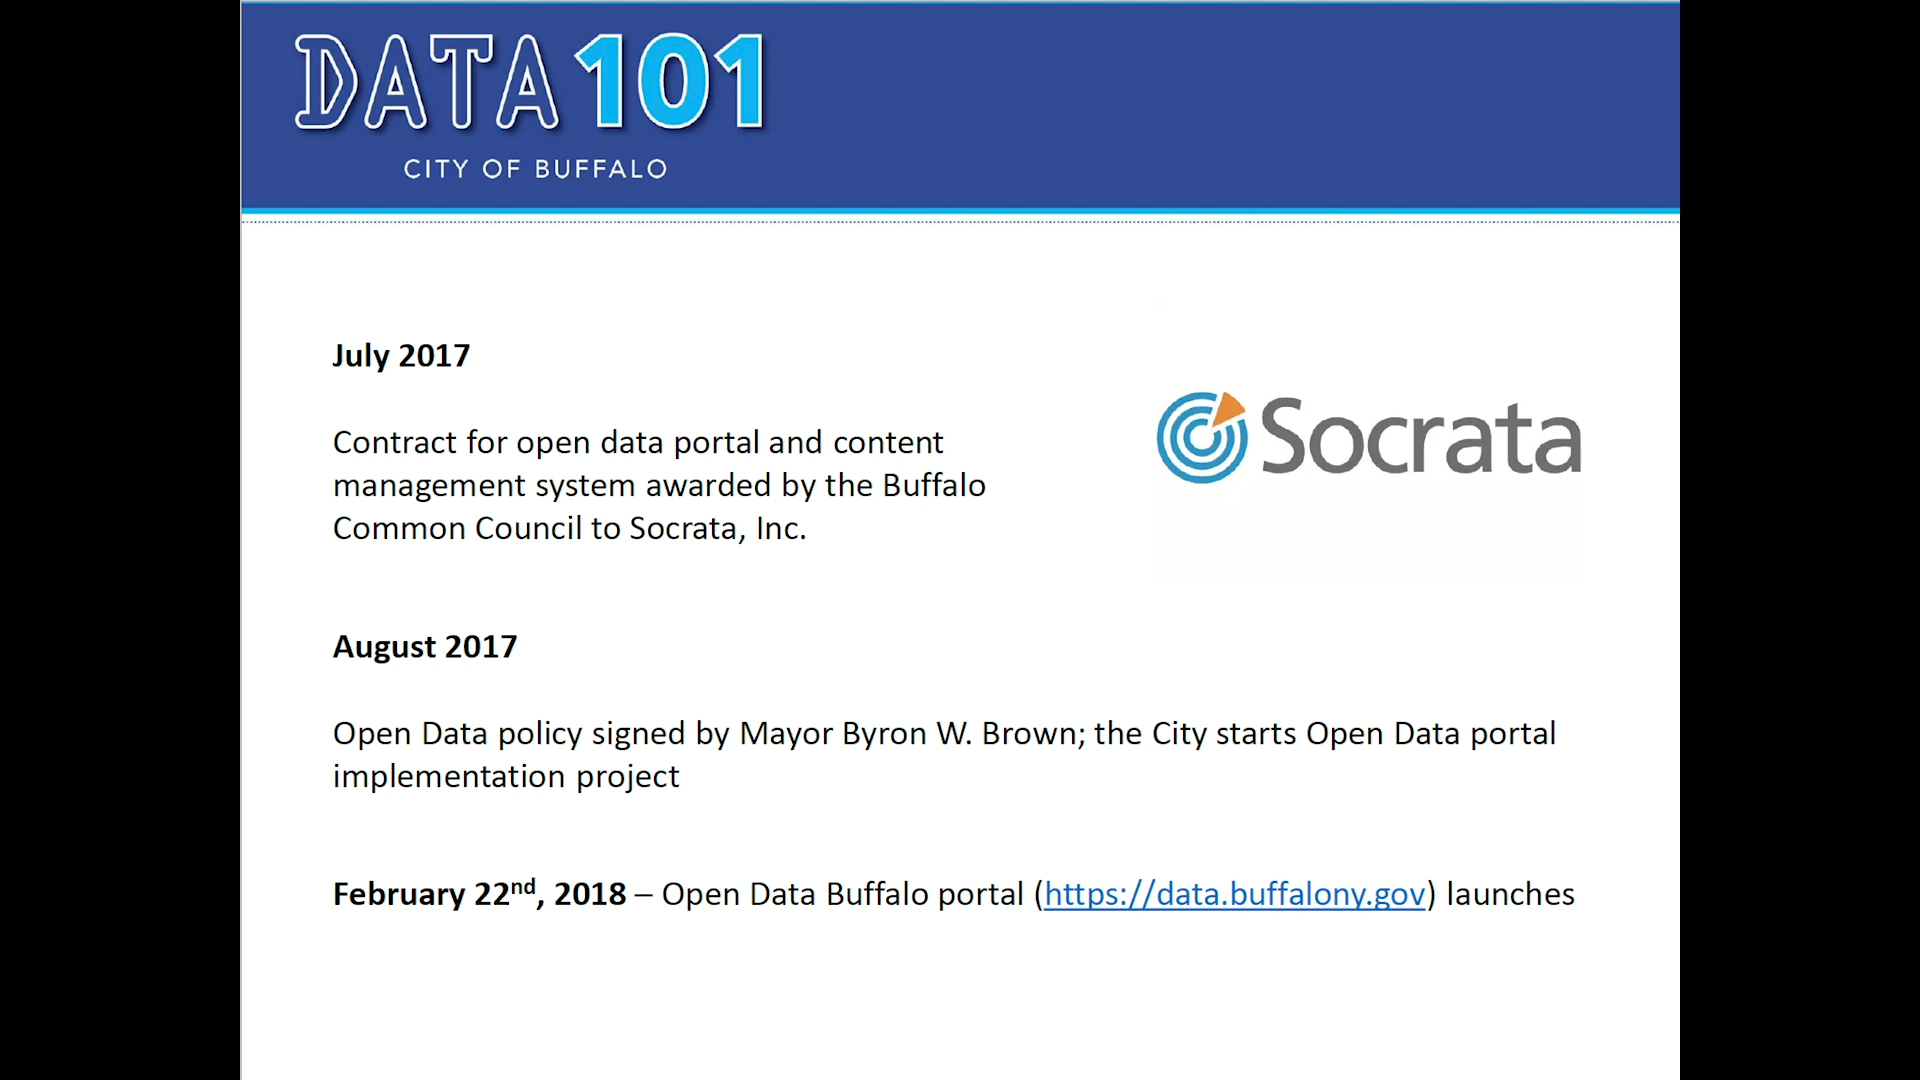 DATA 101
CITY OF BUFFALO
July 2017
Socrata
Contract for open data portal and content
management system awarded by the Buffalo
Common Council to Socrata, Inc.
August 2017
Open Data policy signed by Mayor Byron W. Brown; the City starts Open Data portal
implementation project
February 22nd, 2018 – Open Data Buffalo portal (https://data.buffalony.gov) launches